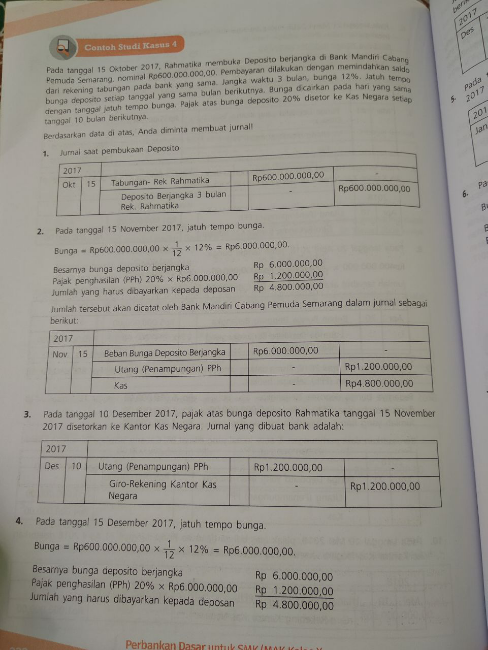 Contoh Studi Kasus 4
Pada tanggal 15 Oktober 2017, Rahmatika membuka Deposito berjangka di Bank Mandiri Cabang
Pemuda Semarang, nominal Rp600.000.000,00. Pembayaran dilakukan dengan memindahkan saldo
dari rekening tabungan pada bank yang sama. Jangka waktu 3 bulan, bunga 12%. Jatuh tempo
bunga deposito setiap tanggal yang sama bulan berikutnya. Bunga dicairkan pada hari yang sama
dengan tanggal jatuh tempo bunga. Pajak atas bunga deposito 20% disetor ke Kas Negara setiap
tanggal 10 bulan berikutnya.
Berdasarkan data di atas, Anda diminta membuat jurnal!
1. Jurnal saat pembukaan Deposito
2017
Okt 15 Tabungan- Rek Rahmatika Rp600.000.000,00 -
Deposito Berjangka 3 bulan - Rp600.000.000,00
Rek. Rahmatika
2. Pada tanggal 15 November 2017, jatuh tempo bunga.
Bunga = Rp600.000.000,00 × 1/12 × 12% = Rp6.000.000,00.
Besarnya bunga deposito berjangka Rp 6.000.000,00
Pajak penghasilan (PPh) 20% × Rp6.000.000,00 Rp 1.200.000,00
Jumlah yang harus dibayarkan kepada deposan Rp 4.800.000,00
Jumlah tersebut akan dicatat oleh Bank Mandiri Cabang Pemuda Semarang dalam jurnal sebagai
berikut:
2017
Nov 15 Beban Bunga Deposito Berjangka Rp6.000.000,00 -
Utang (Penampungan) PPh - Rp1.200.000,00
Kas - Rp4.800.000,00
3. Pada tanggal 10 Desember 2017, pajak atas bunga deposito Rahmatika tanggal 15 November
2017 disetorkan ke Kantor Kas Negara. Jurnal yang dibuat bank adalah:
2017
Des 10 Utang (Penampungan) PPh Rp1.200.000,00 -
Giro-Rekening Kantor Kas - Rp1.200.000,00
Negara
4. Pada tanggal 15 Desember 2017, jatuh tempo bunga.
Bunga = Rp600.000.000,00 × 1/12 × 12% = Rp6.000.000,00.
Besarnya bunga deposito berjangka Rp 6.000.000,00
Pajak penghasilan (PPh) 20% × Rp6.000.000,00 Rp 1.200.000,00
Jumlah yang harus dibayarkan kepada deposan Rp 4.800.000,00
Perbankan Dasar untuk SMK/MAK
2017
Des
5. Pada
2017
6.